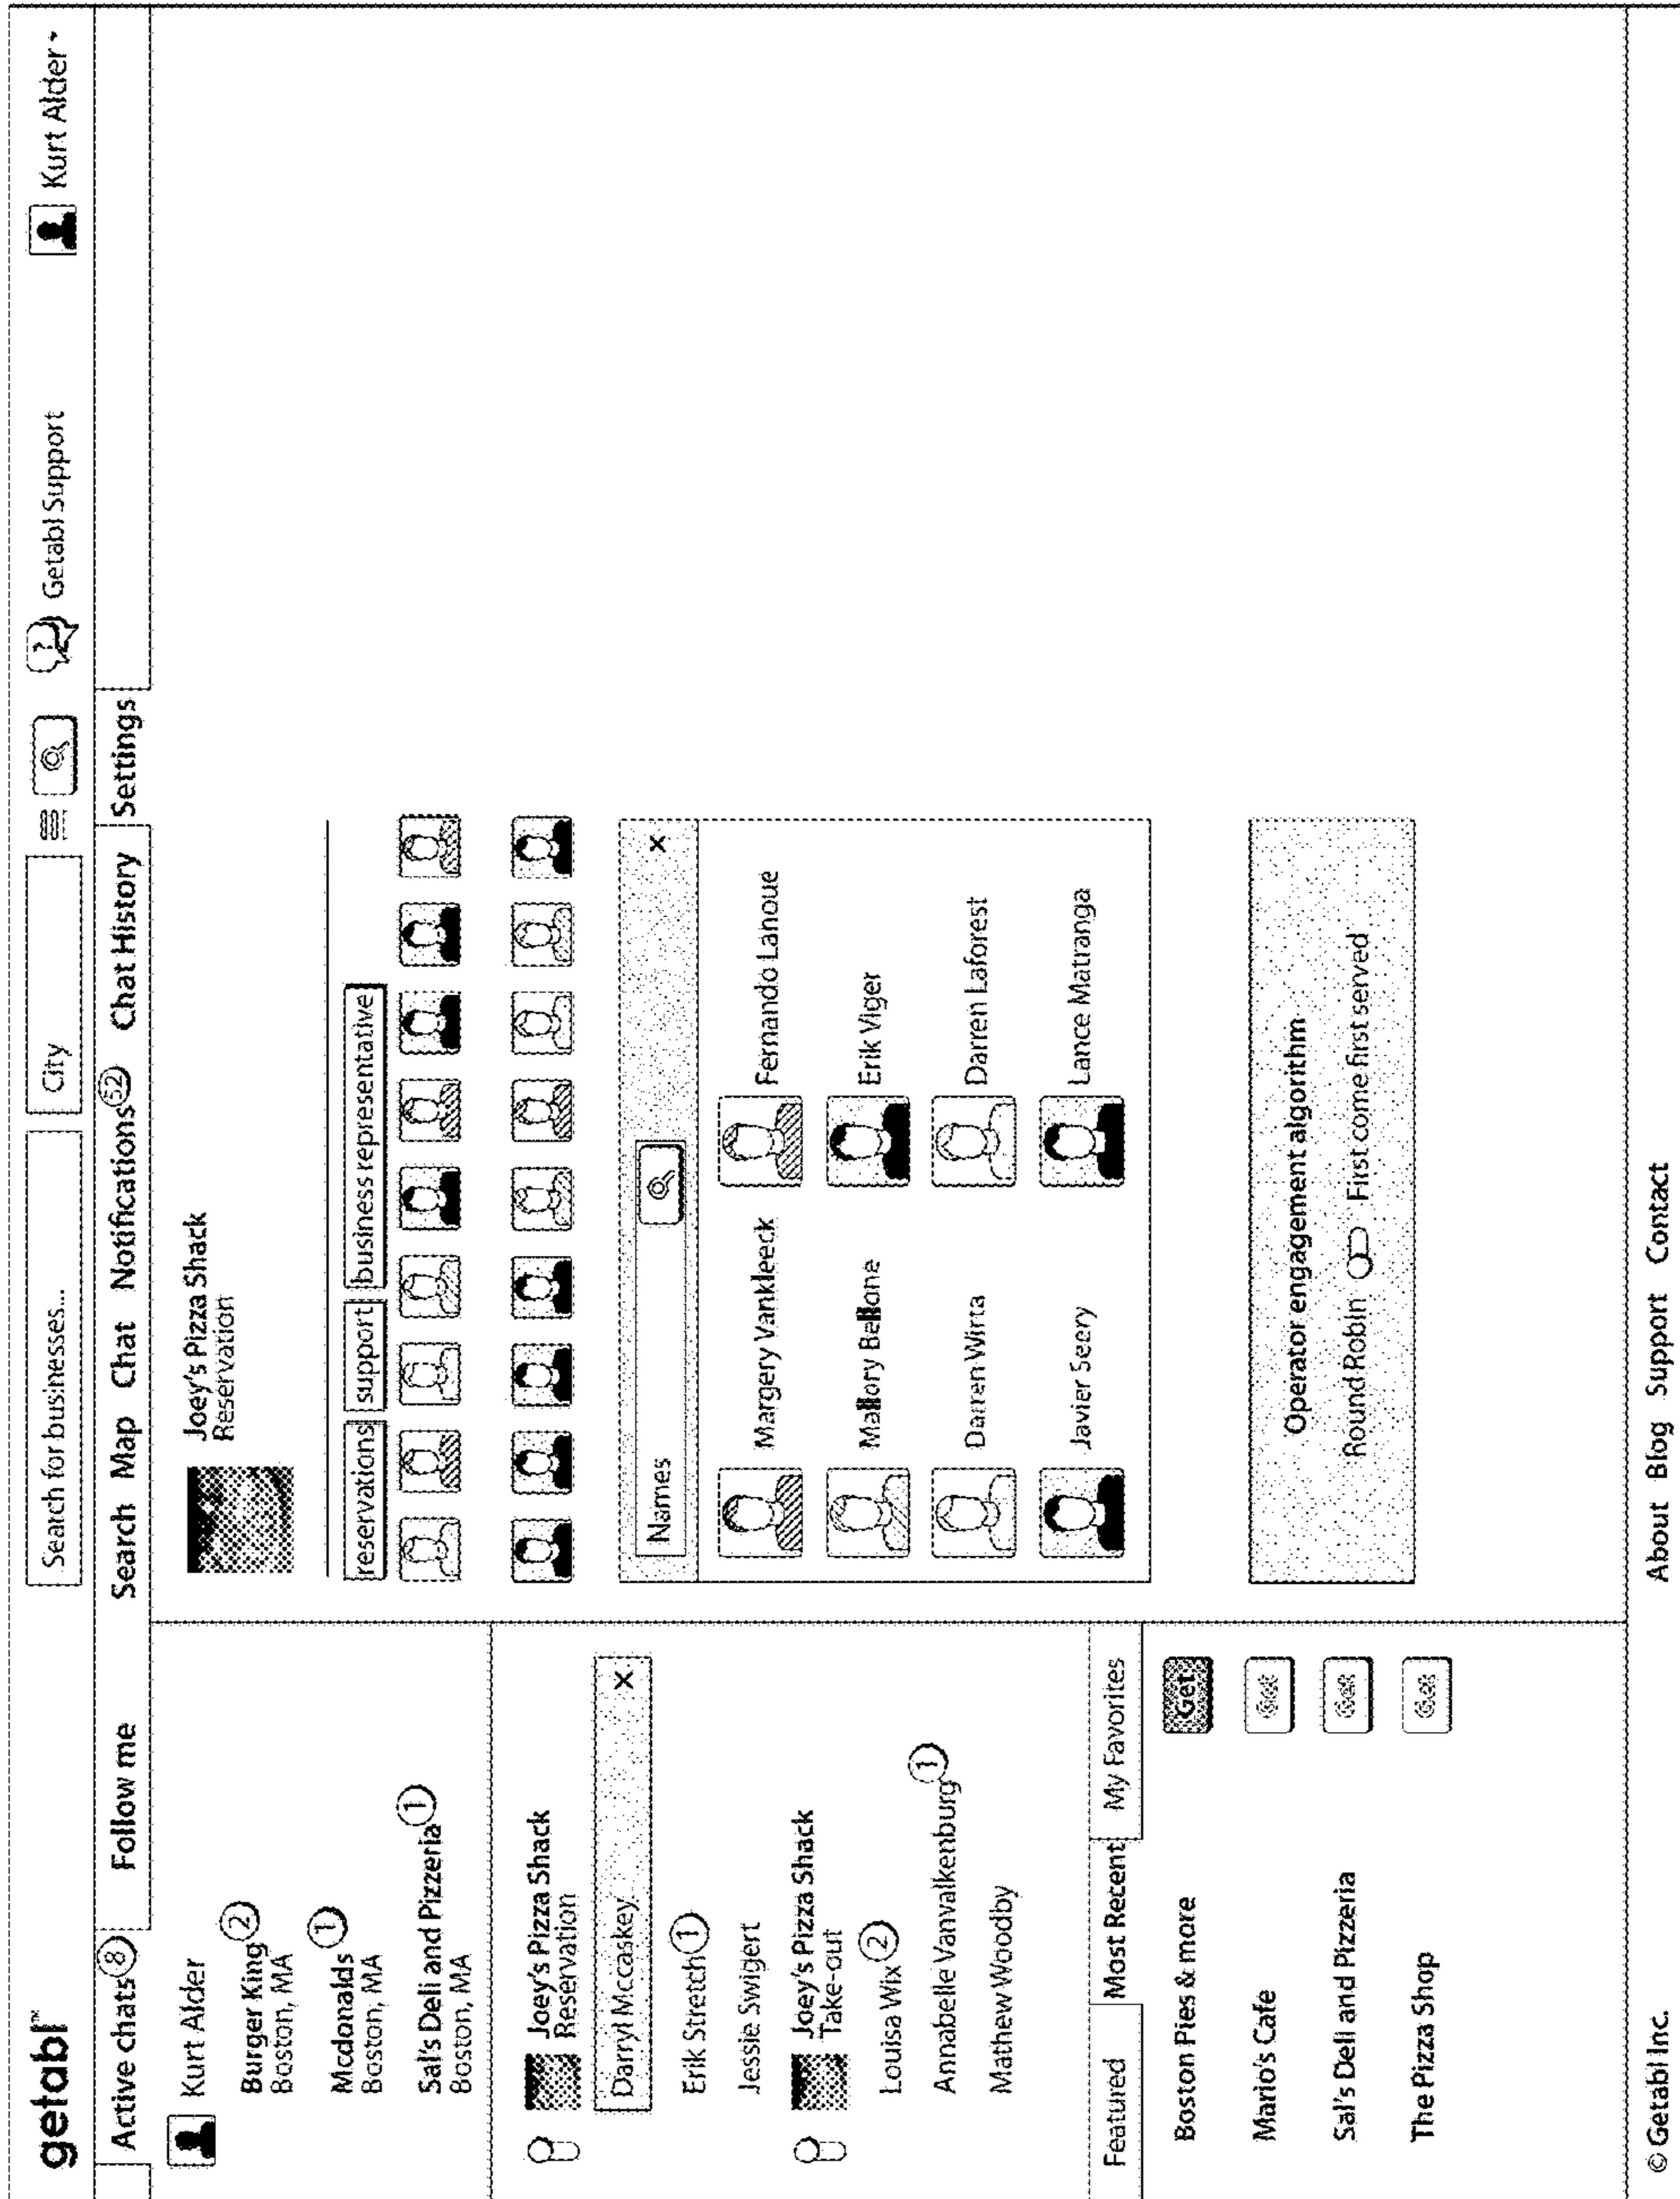 getabl™
Search for businesses...
City
Getabl Support
Kurt Alder
Active chats 8
Follow me
Search Map Chat Notifications 52 Chat History Settings
Kurt Alder
Burger King 2
Boston, MA
Mcdonalds 1
Boston, MA
Sal's Deli and Pizzeria 1
Boston, MA
Joey's Pizza Shack
Reservation
Darryl Mccaskey ×
Erik Stretch 1
Jessie Swigert
Joey's Pizza Shack
Take-out
Louisa Wix 2
Annabelle Vanvalkenburg 1
Mathew Woodby
Featured Most Recent My Favorites
Boston Pies & more Get
Mario's Cafe Get
Sal's Deli and Pizzeria Get
The Pizza Shop Get
Joey's Pizza Shack
Reservation
reservations support business representative
Names ×
Margery Vankleeck Fernando Lanoue
Mallory Bellone Erik Viger
Darren Wirta Darren Laforest
Javier Seery Lance Matranga
Operator engagement algorithm
Round Robin First come first served
© Getabl Inc.
About Blog Support Contact